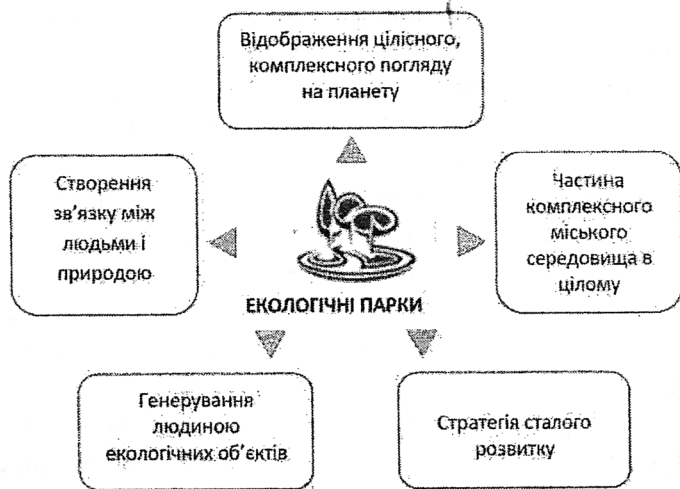 Відображення цілісного,
комплексного погляду
на планету
Створення
зв'язку між
людьми і
природою
Частина
комплексного
міського
середовища в
цілому
ЕКОЛОГІЧНІ ПАРКИ
Генерування
людиною
екологічних об'єктів
Стратегія сталого
розвитку